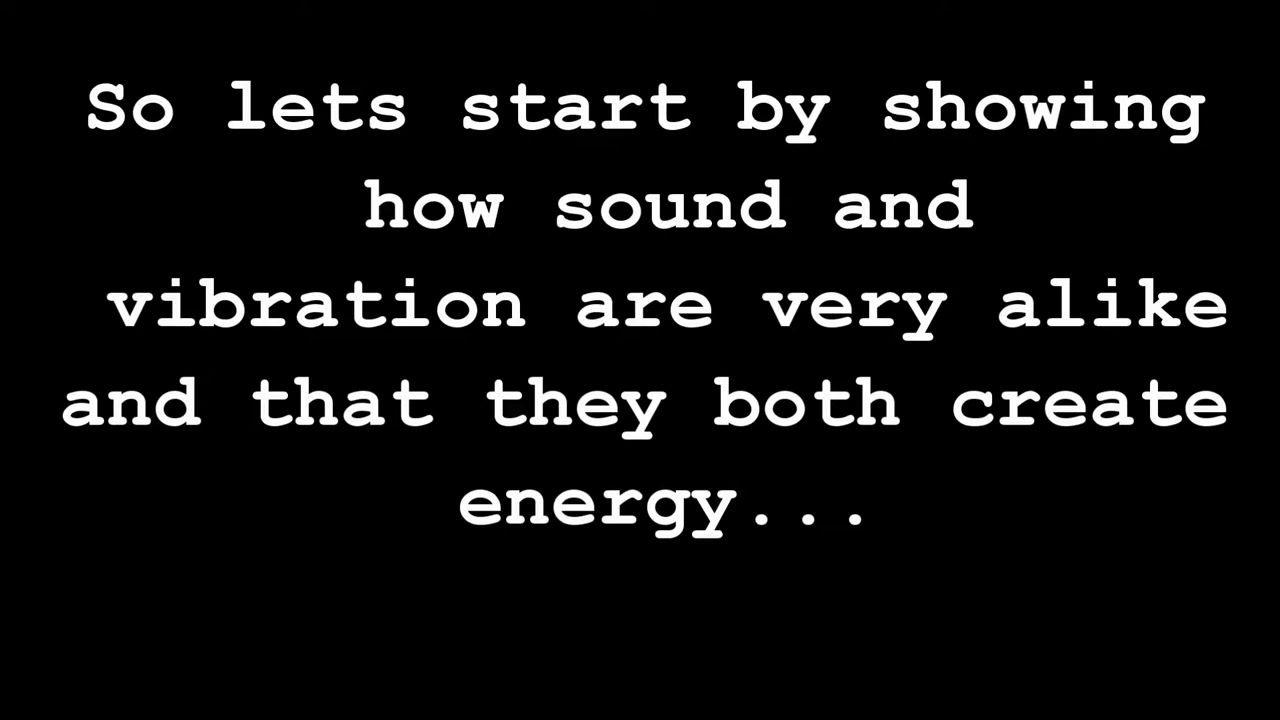 So lets start by showing
how sound and
vibration are very alike
and that they both create
energy...